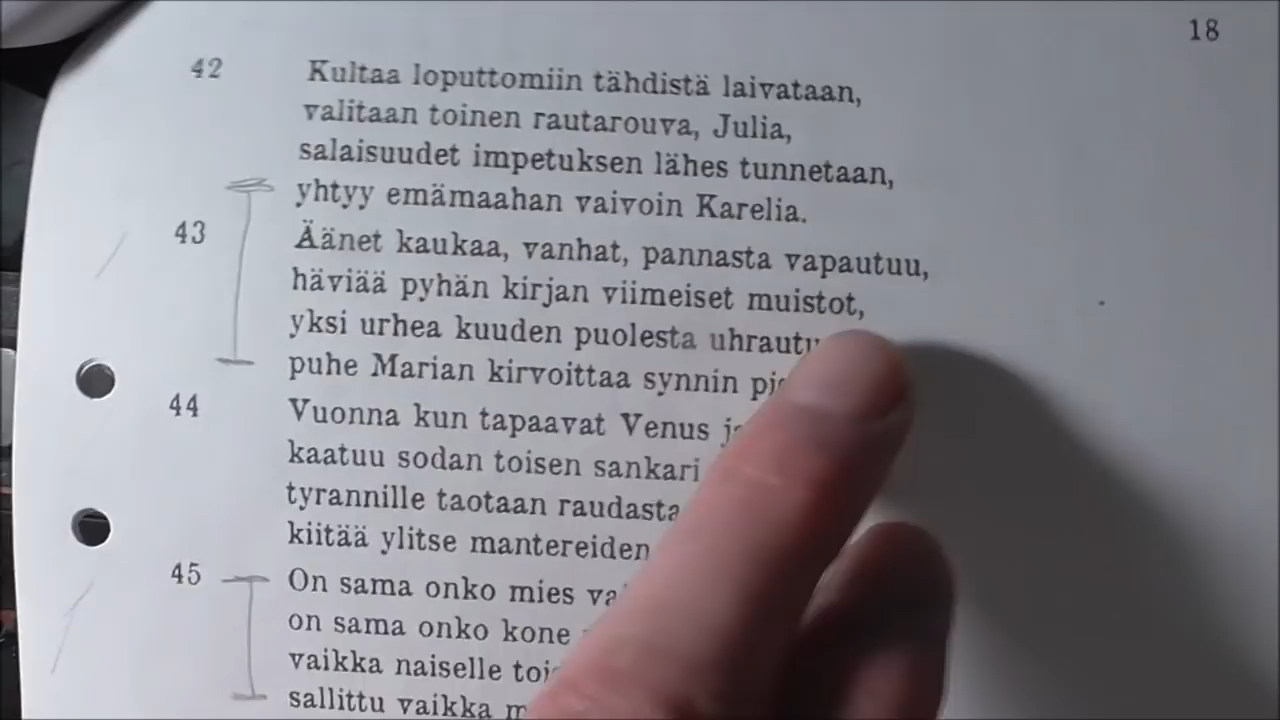 18
42 Kultaa loputtomiin tähdistä laivataan,
valitaan toinen rautarouva, Julia,
salaisuudet impetuksen lähes tunnetaan,
yhtyy emämaahan vaivoin Karelia.
43 Äänet kaukaa, vanhat, pannasta vapautuu,
häviää pyhän kirjan viimeiset muistot,
yksi urhea kuuden puolesta
puhe Marian kirvoittaa synnin
44 Vuonna kun tapaavat Venus
kaatuu sodan toisen sankari
tyrannille taotaan raudasta
kiitää ylitse mantereiden
45 On sama onko mies
on sama onko kone
vaikka naiselle
sallittu vaikka